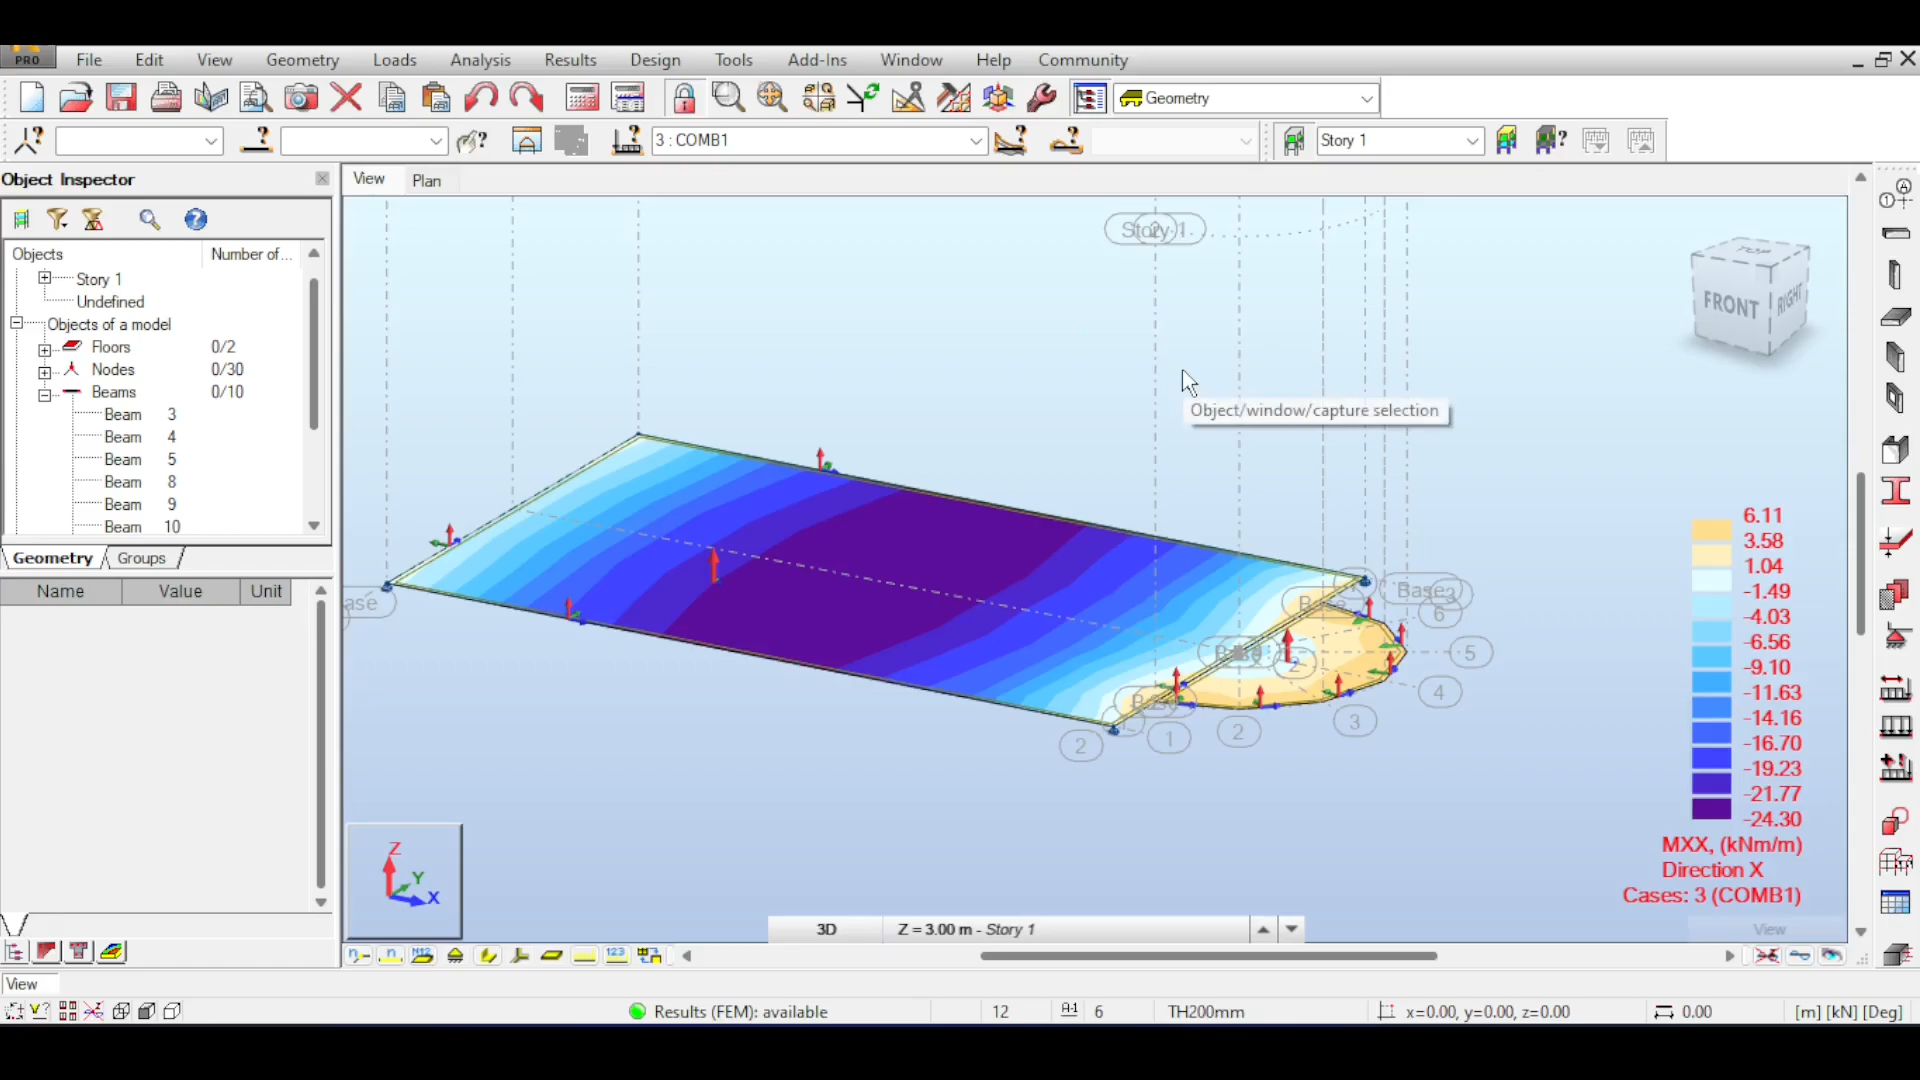 PRO File Edit View Geometry Loads Analysis Results Design Tools Add-Ins Window Help Community
Geometry
3 : COMB1
Story 1
Object Inspector
View
Plan
Objects Number of...
Story 1
Undefined
Objects of a model
Floors 0/2
Nodes 0/30
Beams 0/10
Beam 3
Beam 4
Beam 5
Beam 8
Beam 9
Beam 10
Geometry
Groups
Name Value Unit
Story 1
TOP
FRONT
RIGHT
Object/window/capture selection
ase
Base
6
5
2
4
3
2
1
2
6.11
3.58
1.04
-1.49
-4.03
-6.56
-9.10
-11.63
-14.16
-16.70
-19.23
-21.77
-24.30
MXX, (kNm/m)
Direction X
Cases: 3 (COMB1)
Z
Y
X
3D
Z = 3.00 m - Story 1
View
View
Results (FEM): available
12
6
TH200mm
x=0.00, y=0.00, z=0.00
0.00
[m] [kN] [Deg]